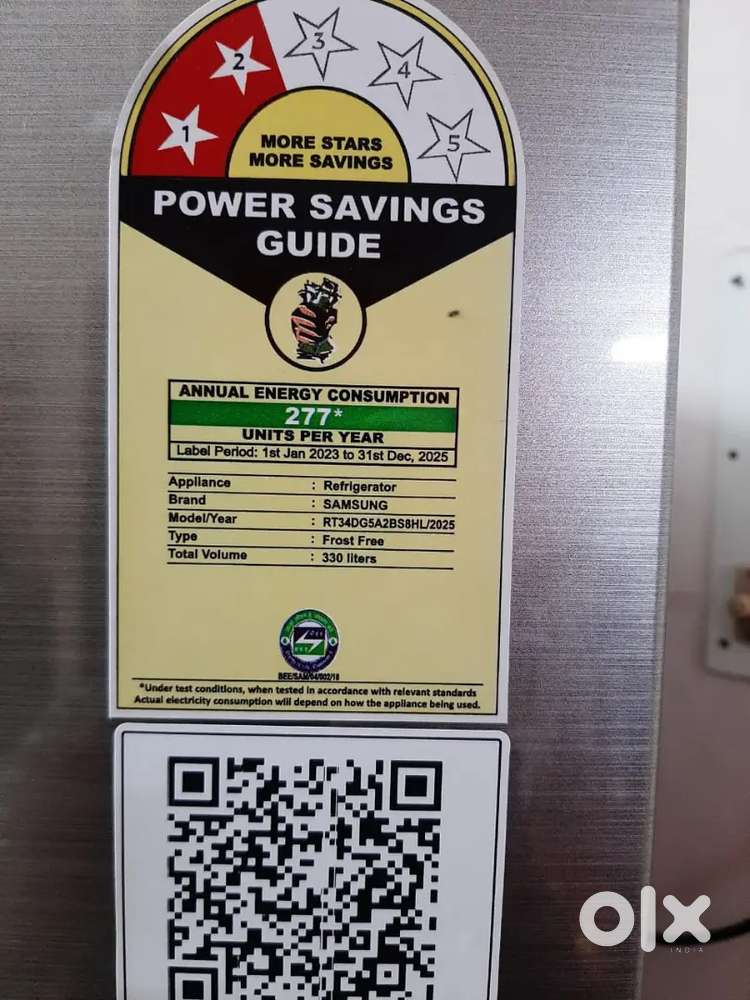 1
2
3
4
5
MORE STARS
MORE SAVINGS
POWER SAVINGS
GUIDE
ANNUAL ENERGY CONSUMPTION
277*
UNITS PER YEAR
Label Period: 1st Jan 2023 to 31st Dec, 2025
Appliance : Refrigerator
Brand : SAMSUNG
Model/Year : RT34DG5A2BS8HL/2025
Type : Frost Free
Total Volume : 330 liters
BEE/SAM/04/002/18
*Under test conditions, when tested in accordance with relevant standards
Actual electricity consumption will depend on how the appliance being used.
olx
INDIA